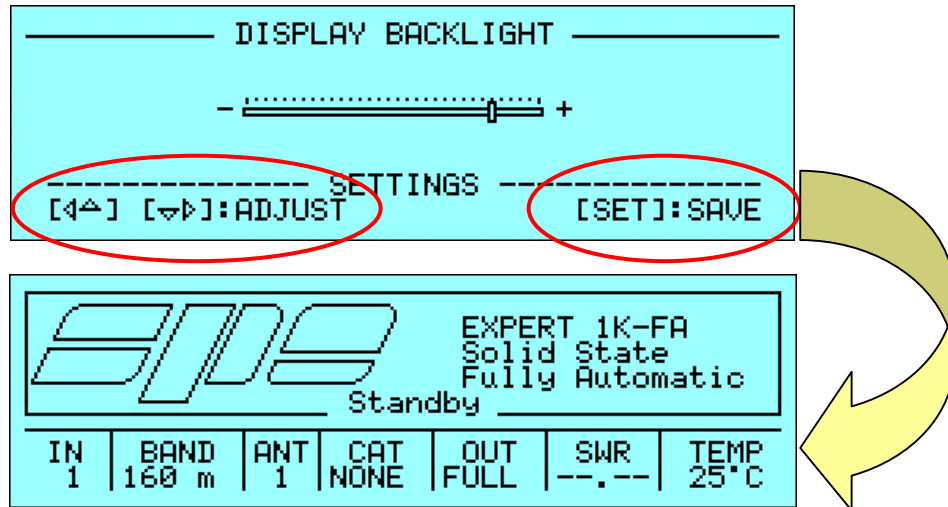 DISPLAY BACKLIGHT
- +
SETTINGS
[◁△] [▽▷]:ADJUST [SET]:SAVE
spe
EXPERT 1K-FA
Solid State
Fully Automatic
Standby
IN BAND ANT CAT OUT SWR TEMP
1 160 m 1 NONE FULL --.-- 25°C